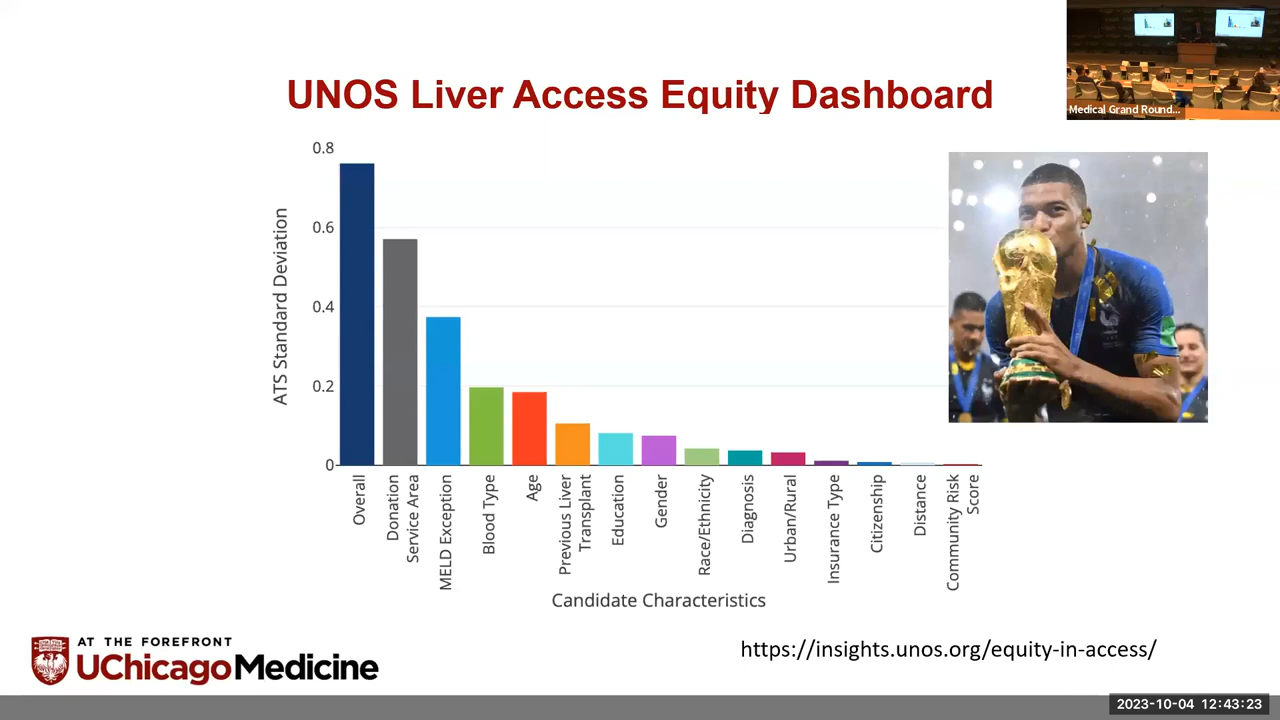 Medical Grand Round...
UNOS Liver Access Equity Dashboard
ATS Standard Deviation
0.8
0.6
0.4
0.2
0
Overall
Donation
Service Area
MELD Exception
Blood Type
Age
Previous Liver
Transplant
Education
Gender
Race/Ethnicity
Diagnosis
Urban/Rural
Insurance Type
Citizenship
Distance
Community Risk
Score
Candidate Characteristics
AT THE FOREFRONT
UChicagoMedicine
https://insights.unos.org/equity-in-access/
2023-10-04 12:43:23